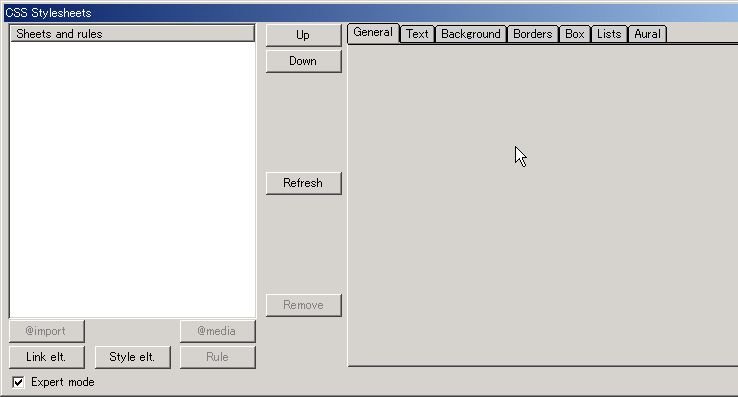 CSS Stylesheets
Sheets and rules
Up
Down
Refresh
Remove
General Text Background Borders Box Lists Aural
@import @media
Link elt. Style elt. Rule
Expert mode